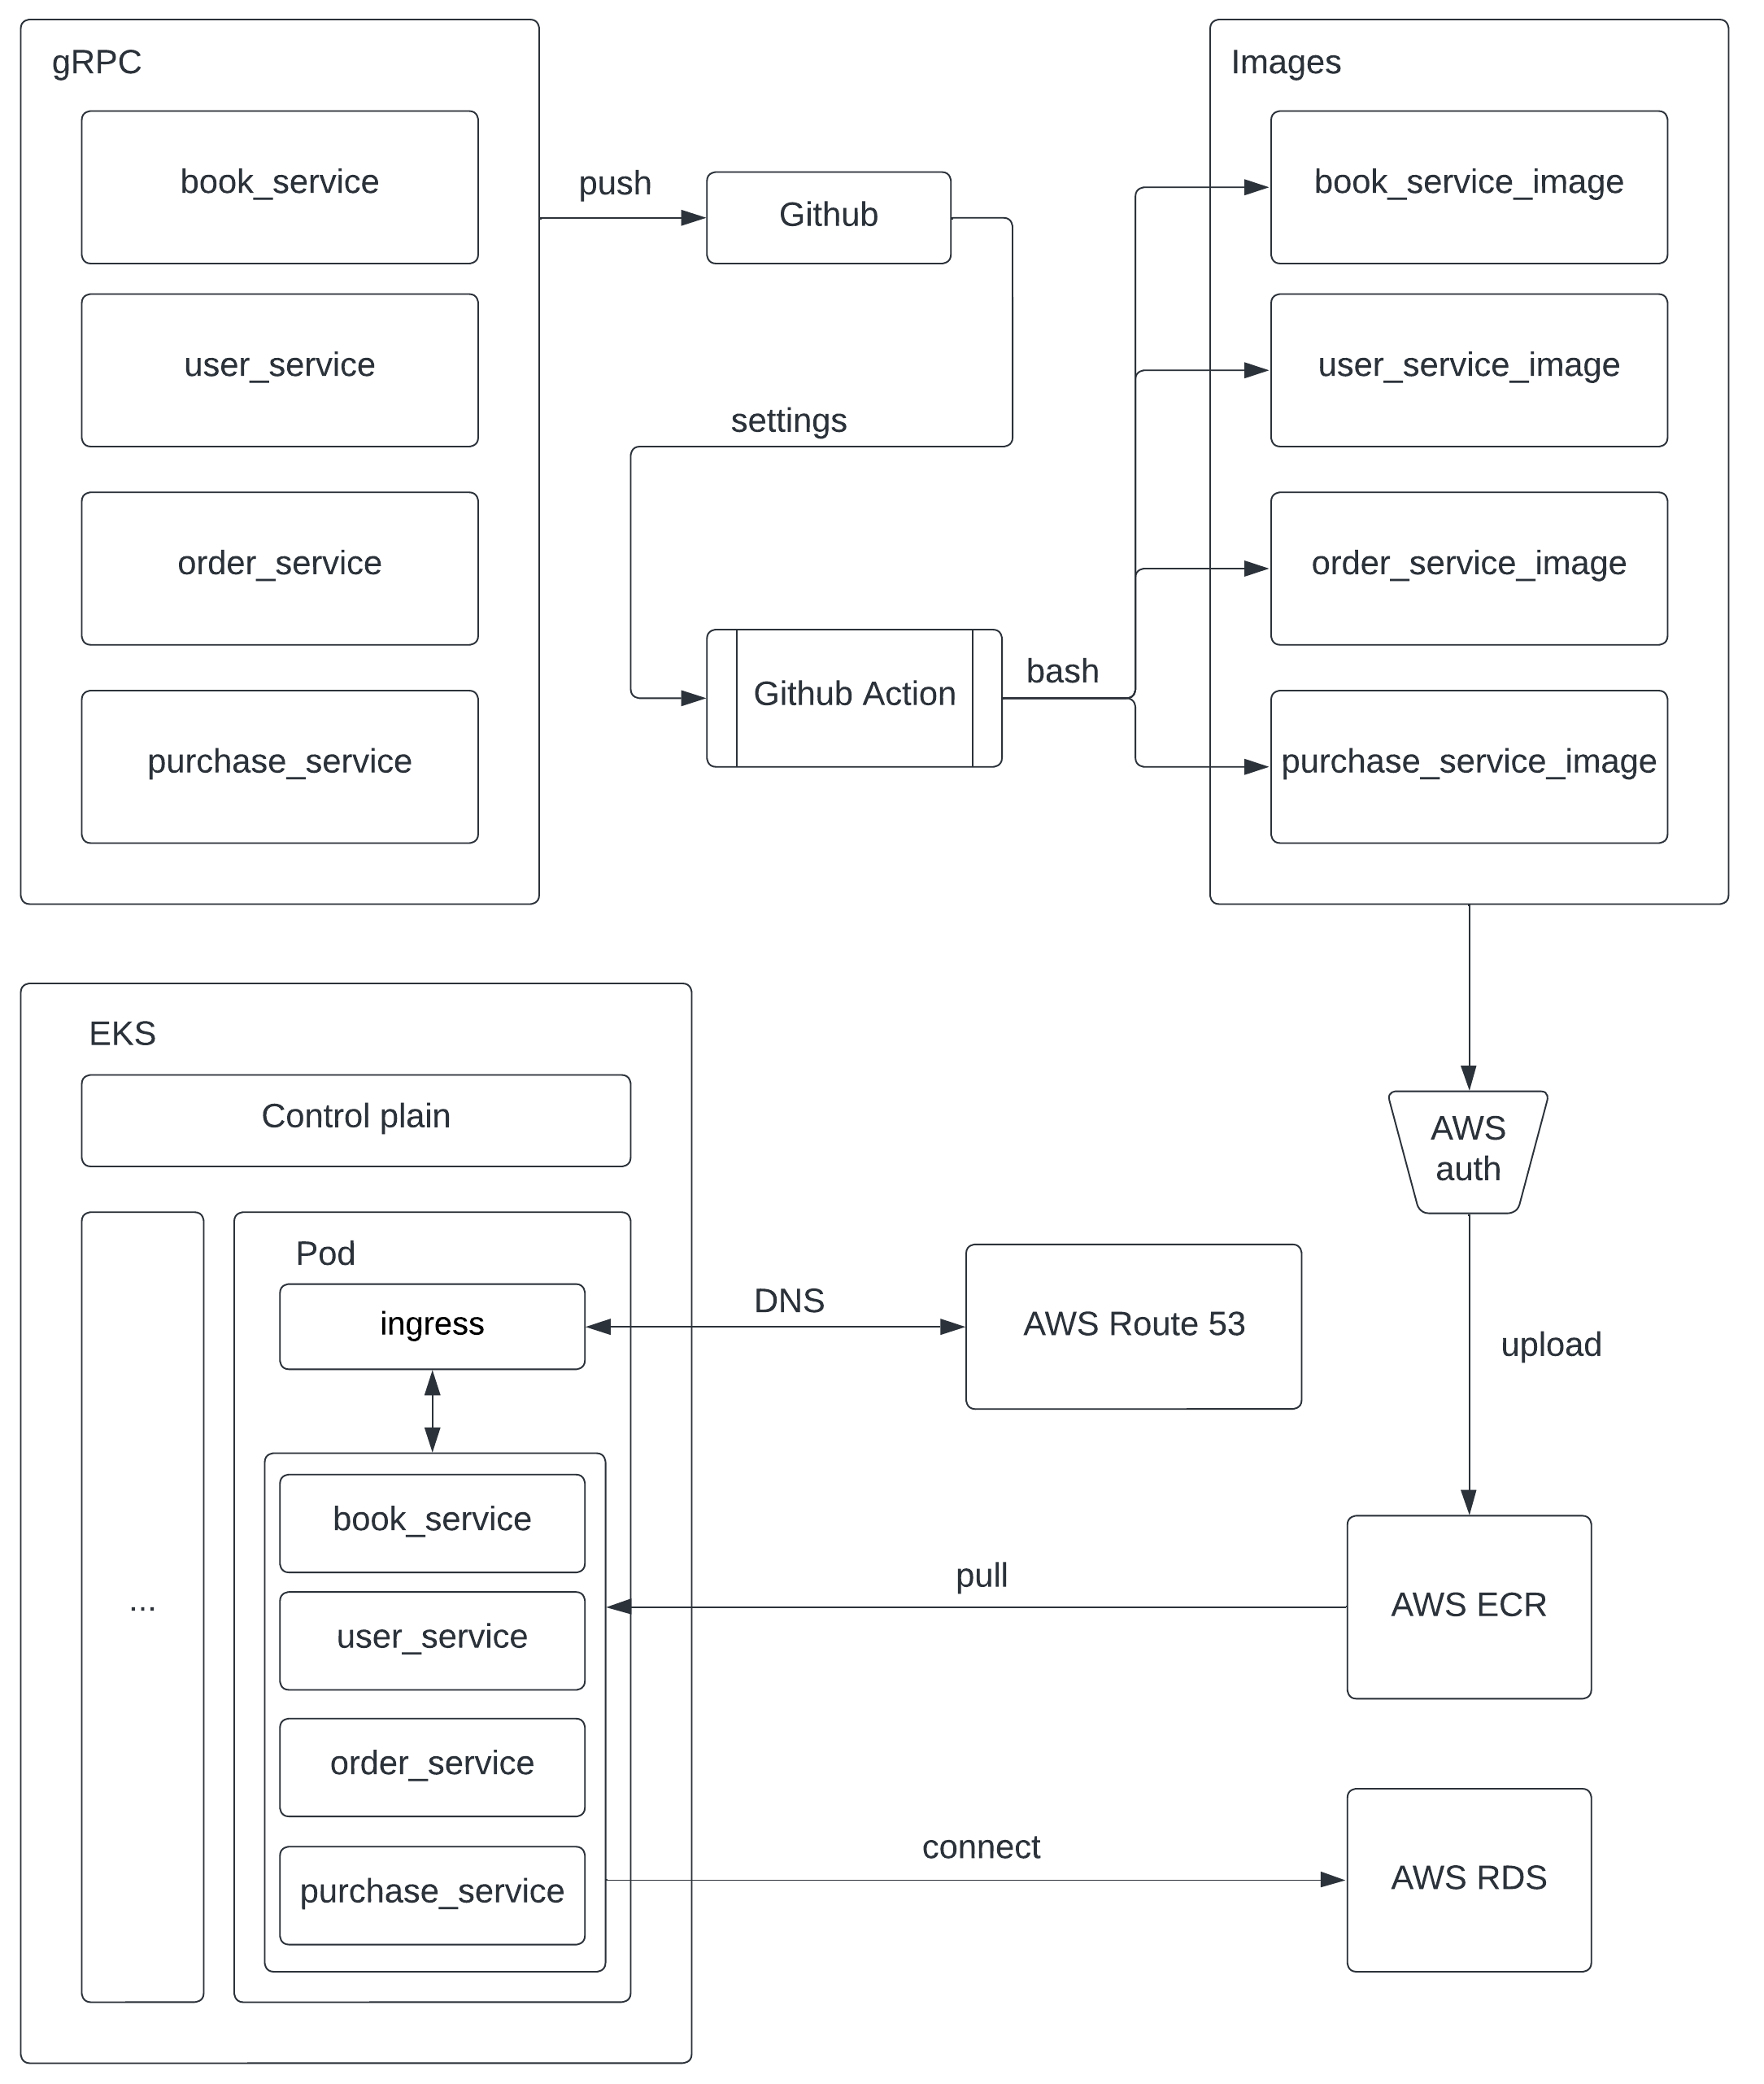 gRPC
book_service
user_service
order_service
purchase_service
push
Github
settings
Github Action
bash
Images
book_service_image
user_service_image
order_service_image
purchase_service_image
AWS
auth
upload
EKS
Control plain
...
Pod
ingress
DNS
AWS Route 53
book_service
user_service
order_service
purchase_service
pull
AWS ECR
connect
AWS RDS